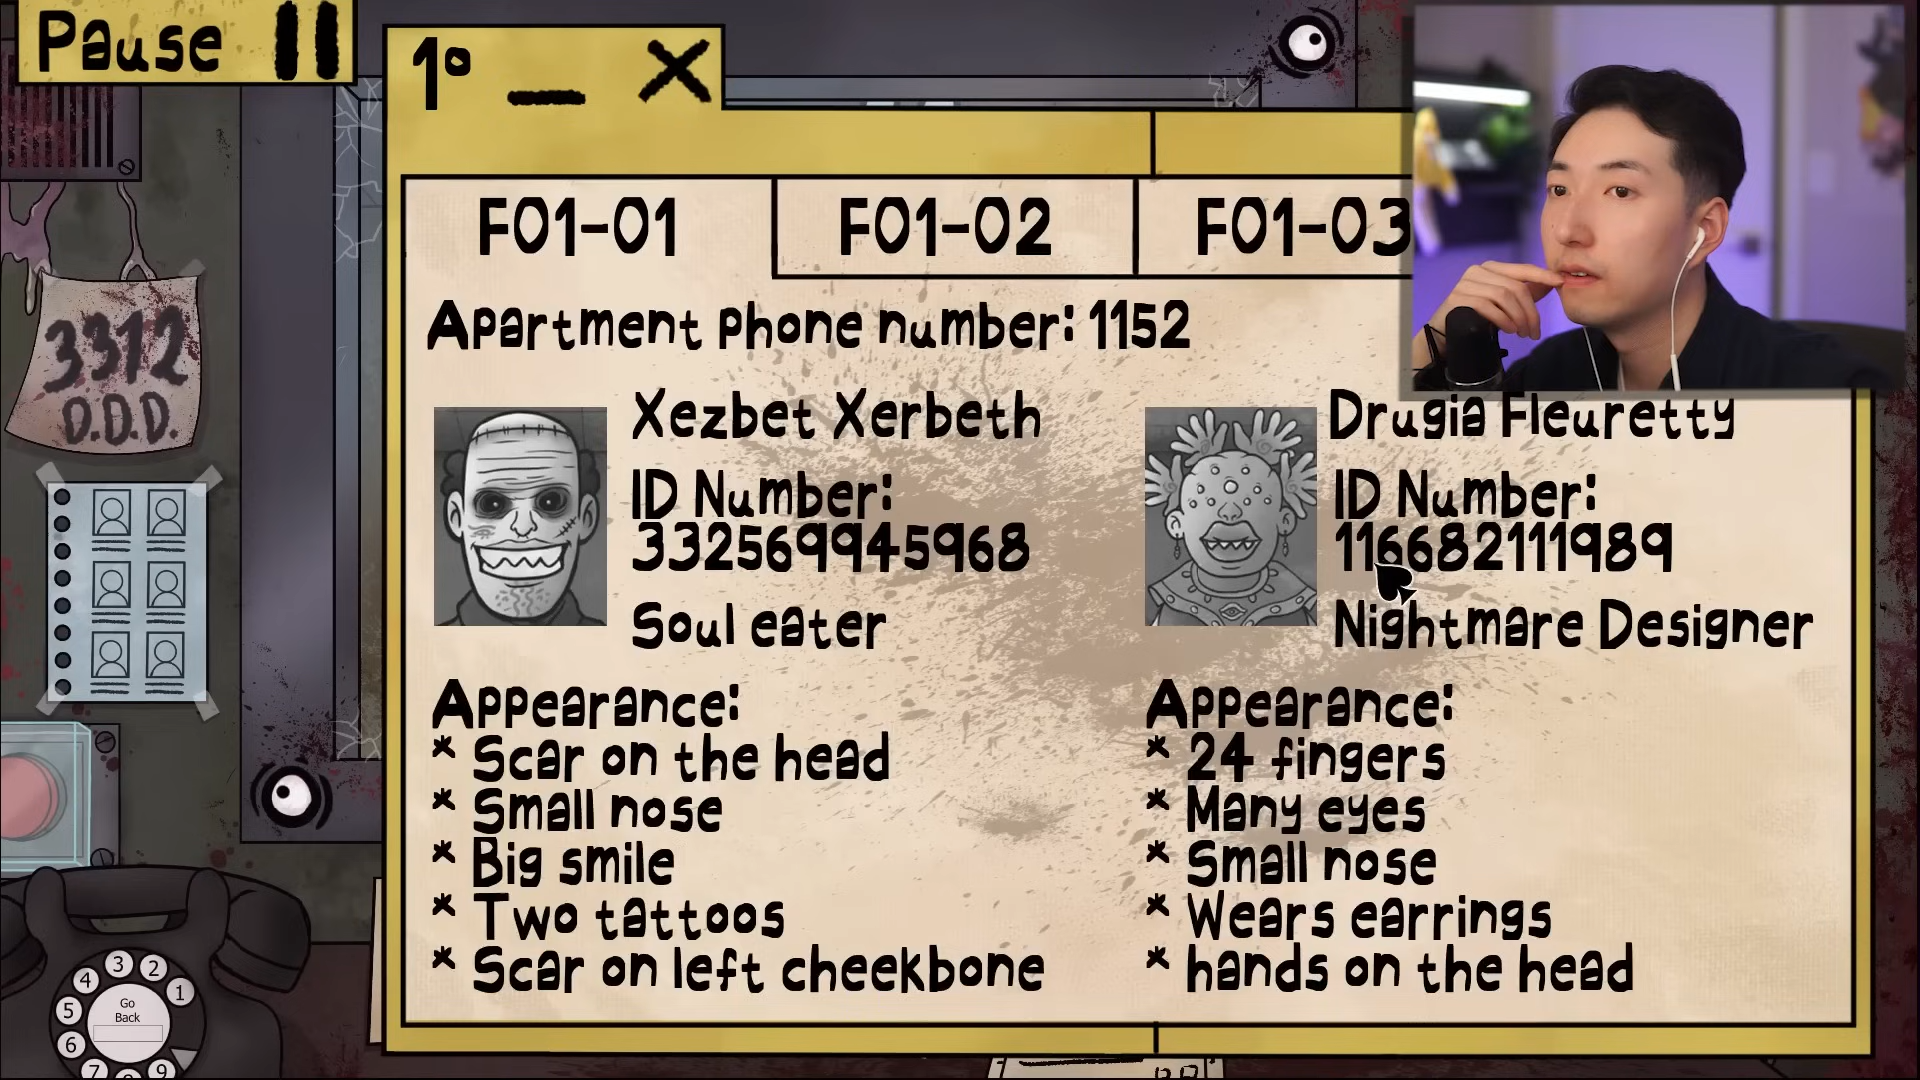 Pause
1º
F01-01
F01-02
F01-03
Apartment phone number: 1152
Xezbet Xerbeth
ID Number:
332569945968
Soul eater
Appearance:
* Scar on the head
* Small nose
* Big smile
* Two tattoos
* Scar on left cheekbone
Drugia Fleuretty
ID Number:
116682111989
Nightmare Designer
Appearance:
* 24 fingers
* Many eyes
* Small nose
* Wears earrings
* hands on the head
3312
D.D.D.
1
2
3
4
5
6
7
9
Go
Back